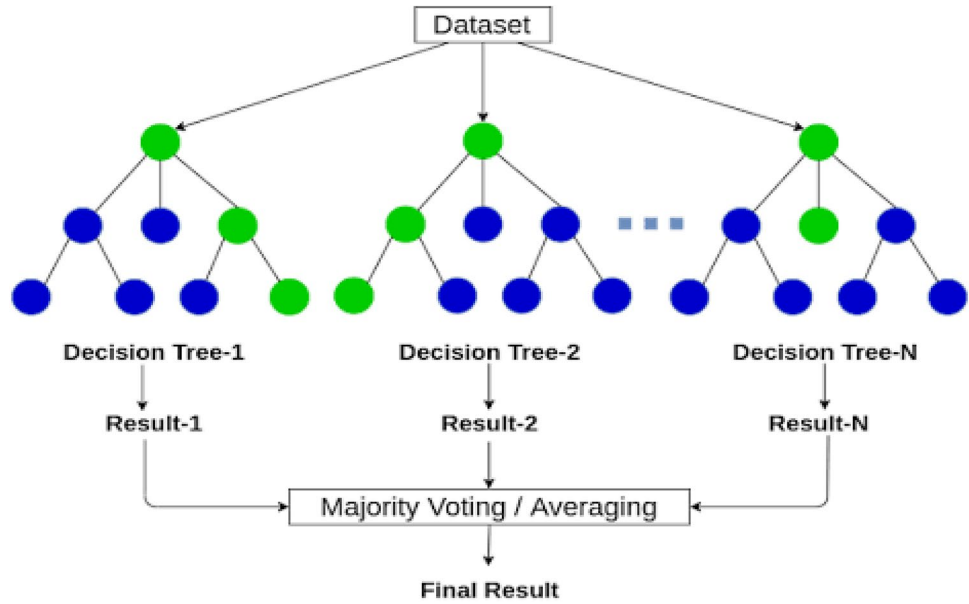 Dataset
Decision Tree-1
Decision Tree-2
Decision Tree-N
Result-1
Result-2
Result-N
Majority Voting / Averaging
Final Result